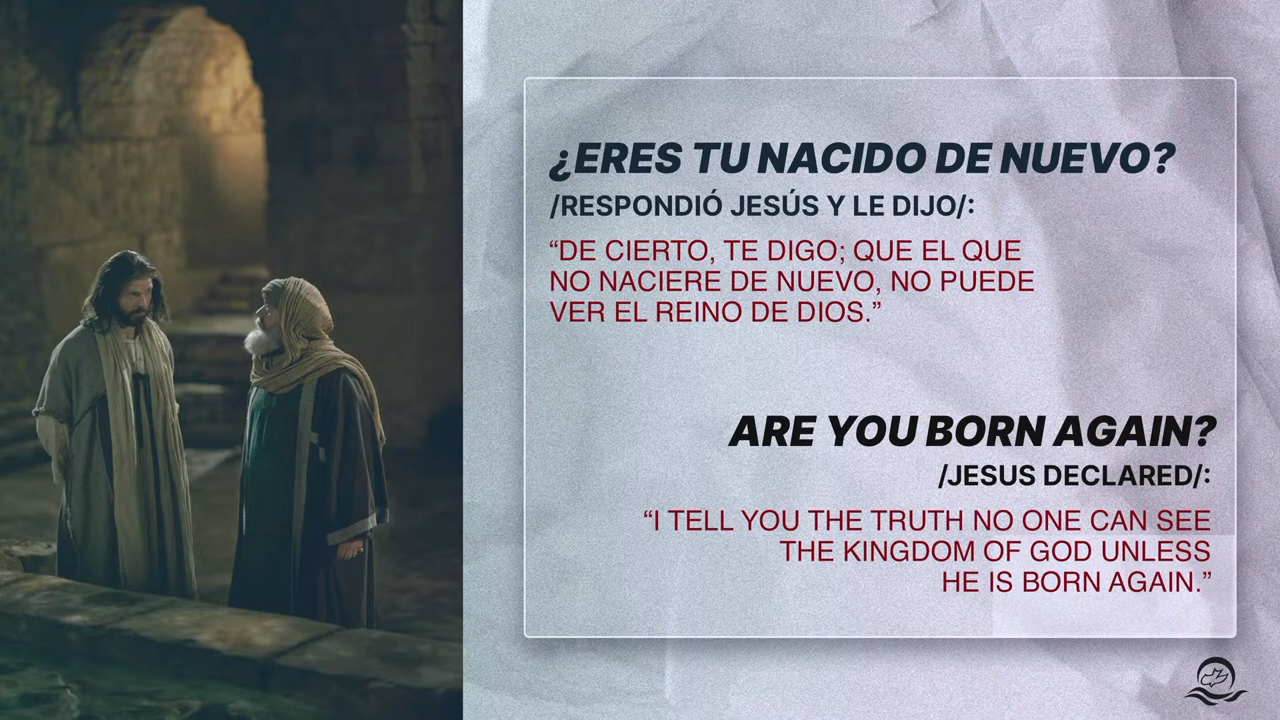 ¿ERES TU NACIDO DE NUEVO?
/RESPONDIÓ JESÚS Y LE DIJO/:
“DE CIERTO, TE DIGO; QUE EL QUE
NO NACIERE DE NUEVO, NO PUEDE
VER EL REINO DE DIOS.”
ARE YOU BORN AGAIN?
/JESUS DECLARED/:
“I TELL YOU THE TRUTH NO ONE CAN SEE
THE KINGDOM OF GOD UNLESS
HE IS BORN AGAIN.”